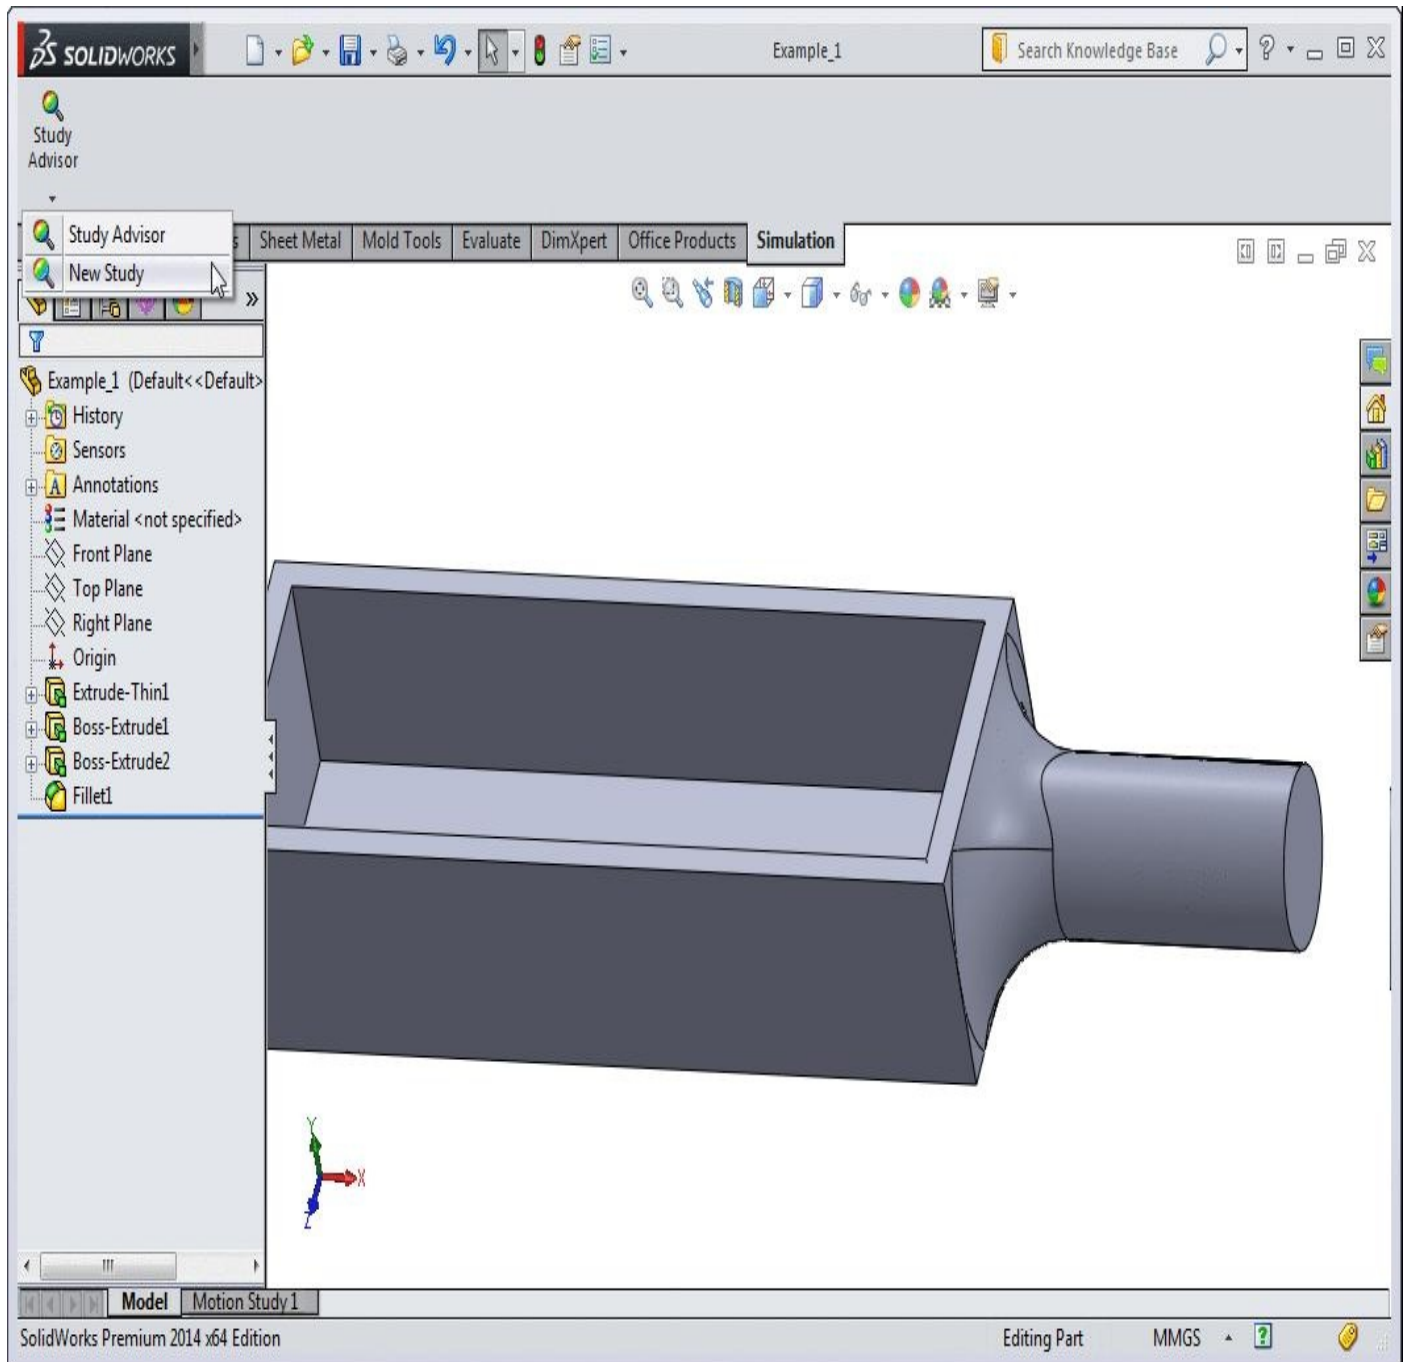 SOLIDWORKS
Example_1
Search Knowledge Base
Study
Advisor
Study Advisor
New Study
s
Sheet Metal
Mold Tools
Evaluate
DimXpert
Office Products
Simulation
Example_1 (Default<<Default>
History
Sensors
Annotations
Material <not specified>
Front Plane
Top Plane
Right Plane
Origin
Extrude-Thin1
Boss-Extrude1
Boss-Extrude2
Fillet1
Y
X
Z
Model
Motion Study 1
SolidWorks Premium 2014 x64 Edition
Editing Part
MMGS